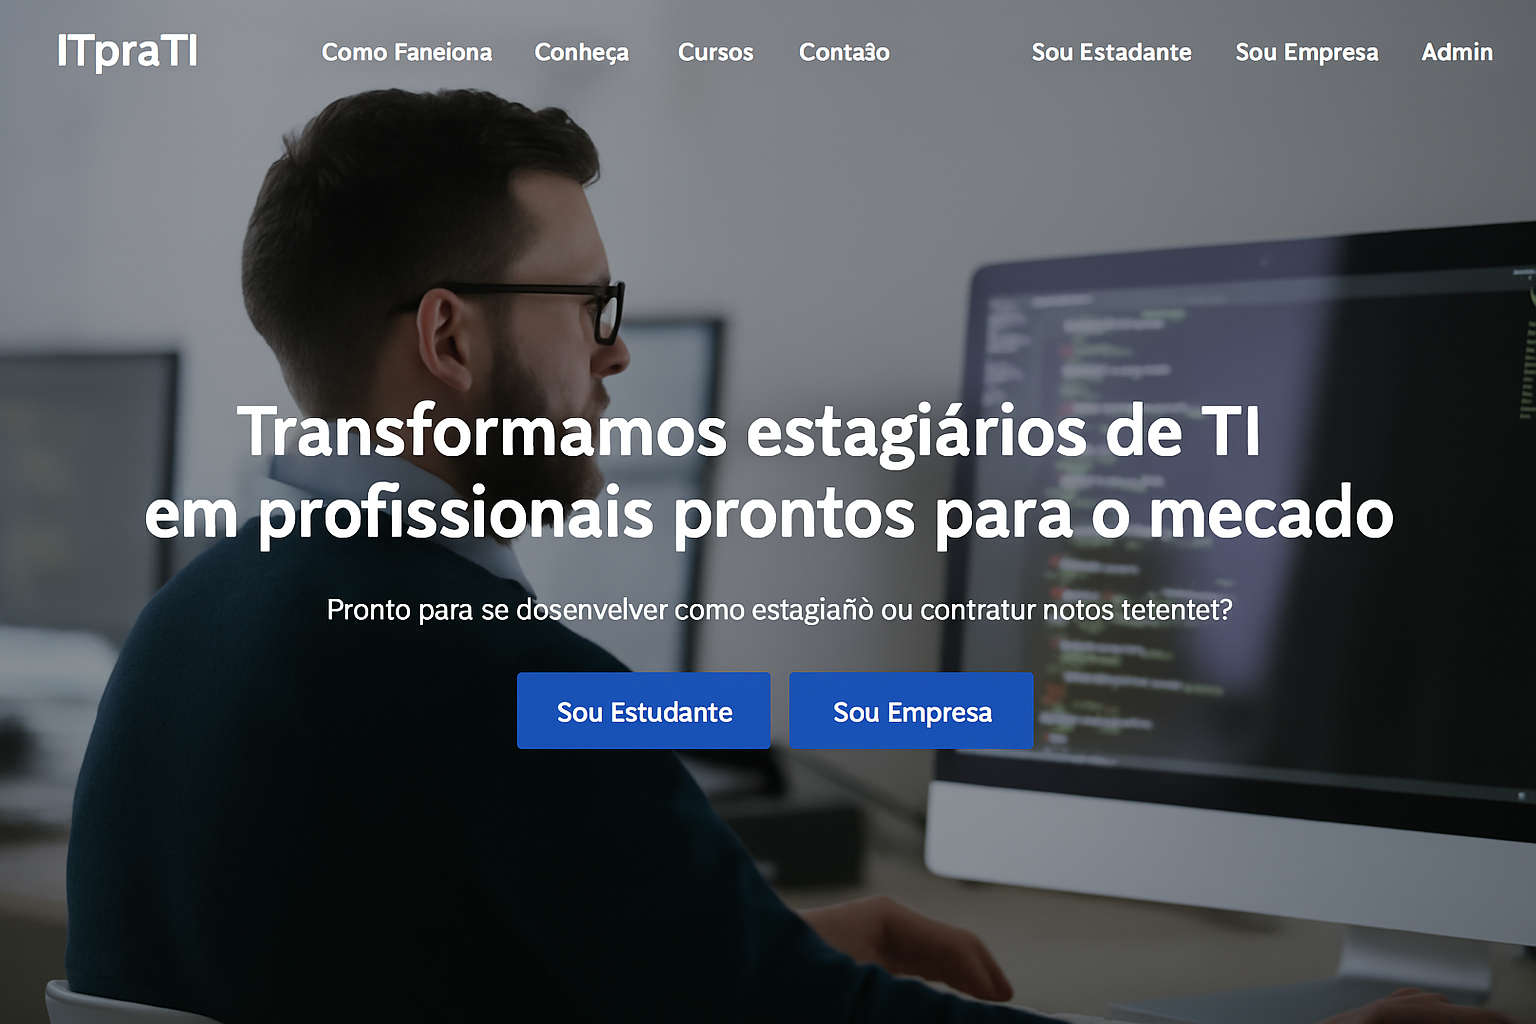 ITpraTI
Como Faneiona Conheça Cursos Contaâo Sou Estadante Sou Empresa Admin
Transformamos estagiários de TI
em profissionais prontos para o mecado
Pronto para se dosenvelver como estagiañò ou contratur notos tetentet?
Sou Estudante Sou Empresa